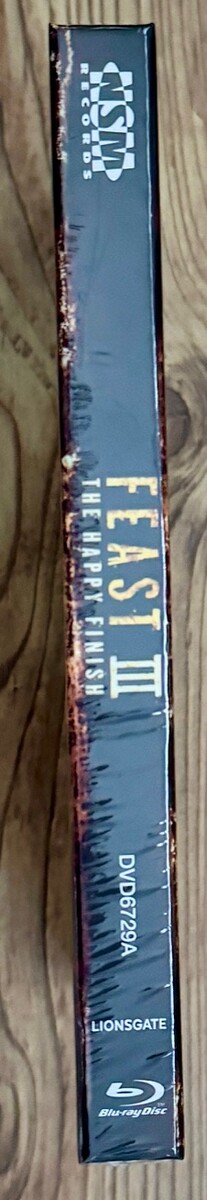 NSM
RECORDS
FEAST III
THE HAPPY FINISH
DVD6729A
LIONSGATE
Blu-ray Disc